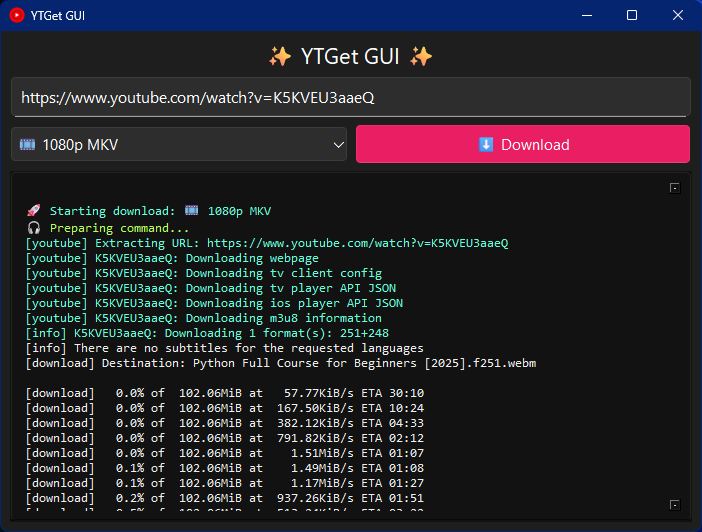 YTGet GUI
✨ YTGet GUI ✨
https://www.youtube.com/watch?v=K5KVEU3aaeQ
🎞️ 1080p MKV
⬇️ Download
🚀 Starting download: 🎞️ 1080p MKV
🎧 Preparing command...
[youtube] Extracting URL: https://www.youtube.com/watch?v=K5KVEU3aaeQ
[youtube] K5KVEU3aaeQ: Downloading webpage
[youtube] K5KVEU3aaeQ: Downloading tv client config
[youtube] K5KVEU3aaeQ: Downloading tv player API JSON
[youtube] K5KVEU3aaeQ: Downloading ios player API JSON
[youtube] K5KVEU3aaeQ: Downloading m3u8 information
[info] K5KVEU3aaeQ: Downloading 1 format(s): 251+248
[info] There are no subtitles for the requested languages
[download] Destination: Python Full Course for Beginners [2025].f251.webm
[download]   0.0% of  102.06MiB at   57.77KiB/s ETA 30:10
[download]   0.0% of  102.06MiB at  167.50KiB/s ETA 10:24
[download]   0.0% of  102.06MiB at  382.12KiB/s ETA 04:33
[download]   0.0% of  102.06MiB at  791.82KiB/s ETA 02:12
[download]   0.0% of  102.06MiB at    1.51MiB/s ETA 01:07
[download]   0.1% of  102.06MiB at    1.49MiB/s ETA 01:08
[download]   0.1% of  102.06MiB at    1.17MiB/s ETA 01:27
[download]   0.2% of  102.06MiB at  937.26KiB/s ETA 01:51